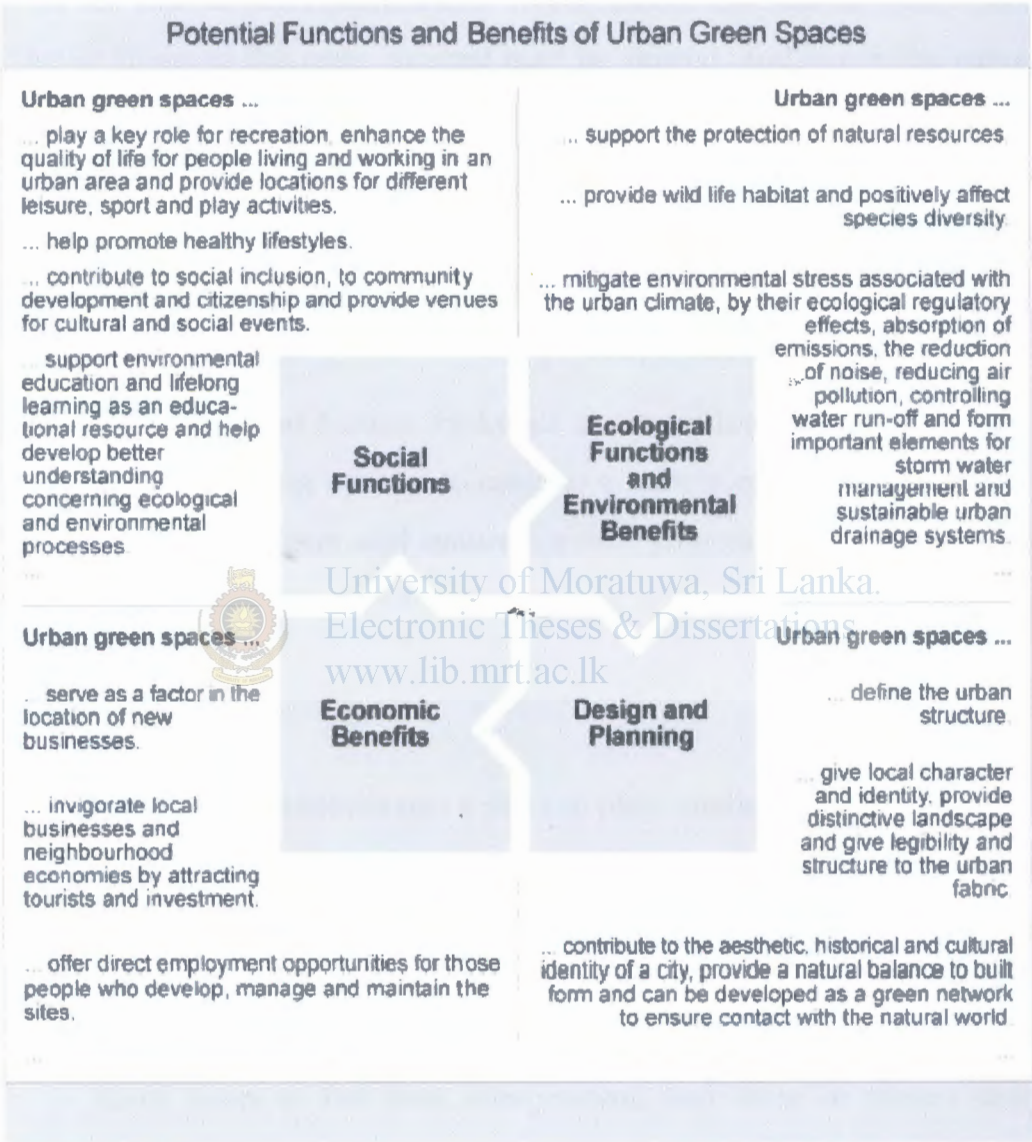 Potential Functions and Benefits of Urban Green Spaces
Urban green spaces ...
... play a key role for recreation, enhance the
quality of life for people living and working in an
urban area and provide locations for different
leisure, sport and play activities.
... help promote healthy lifestyles.
... contribute to social inclusion, to community
development and citizenship and provide venues
for cultural and social events.
... support environmental
education and lifelong
learning as an educa-
tional resource and help
develop better
understanding
concerning ecological
and environmental
processes.
...
Social
Functions
Urban green spaces ...
... support the protection of natural resources.
... provide wild life habitat and positively affect
species diversity.
... mitigate environmental stress associated with
the urban climate, by their ecological regulatory
effects, absorption of
emissions, the reduction
of noise, reducing air
pollution, controlling
water run-off and form
important elements for
storm water
management and
sustainable urban
drainage systems.
...
Ecological
Functions
and
Environmental
Benefits
University of Moratuwa, Sri Lanka.
Electronic Theses & Dissertations
www.lib.mrt.ac.lk
Urban green spaces ...
... serve as a factor in the
location of new
businesses.
... invigorate local
businesses and
neighbourhood
economies by attracting
tourists and investment.
... offer direct employment opportunities for those
people who develop, manage and maintain the
sites.
...
Economic
Benefits
Design and
Planning
Urban green spaces ...
... define the urban
structure.
... give local character
and identity, provide
distinctive landscape
and give legibility and
structure to the urban
fabric.
... contribute to the aesthetic, historical and cultural
identity of a city, provide a natural balance to built
form and can be developed as a green network
to ensure contact with the natural world.
...